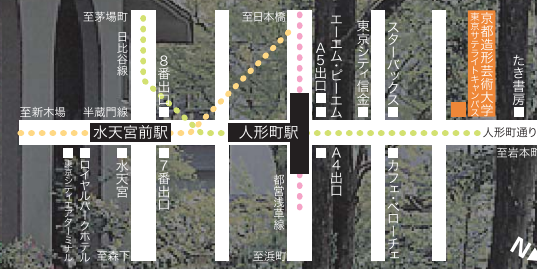 至茅場町
至日本橋
日比谷線
8番出口
A5出口
エーエム・ピーエム
東京シティ信金
スターバックス
京都造形芸術大学
東京サテライトキャンパス
たき書房
至新木場
半蔵門線
水天宮前駅
人形町駅
人形町通り
至岩本町
東京シティエアターミナル
ロイヤルパークホテル
水天宮
7番出口
都営浅草線
A4出口
カフェ・ベローチェ
至森下
至浜町